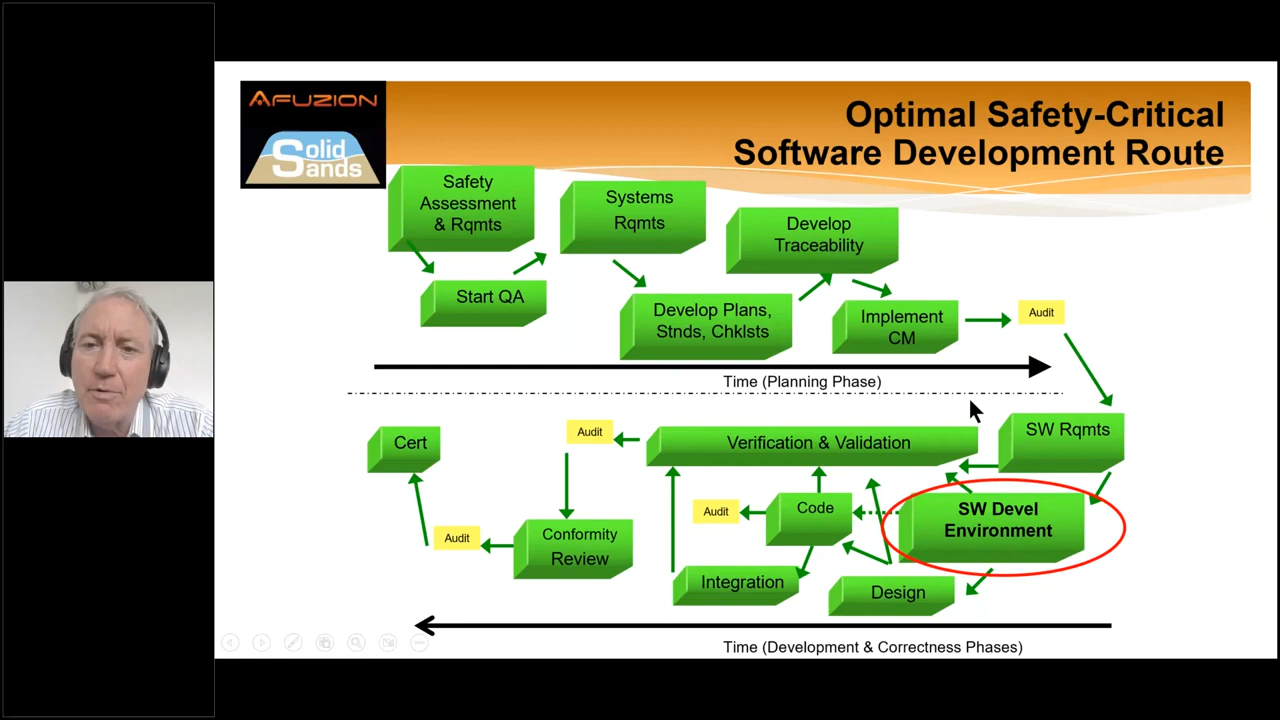 AFUZION
Solid
Sands
Optimal Safety-Critical
Software Development Route
Safety
Assessment
& Rqmts
Systems
Rqmts
Develop
Traceability
Start QA
Develop Plans,
Stnds, Chklsts
Implement
CM
Audit
Time (Planning Phase)
Cert
Audit
Verification & Validation
SW Rqmts
Audit
Code
SW Devel
Environment
Audit
Conformity
Review
Integration
Design
Time (Development & Correctness Phases)